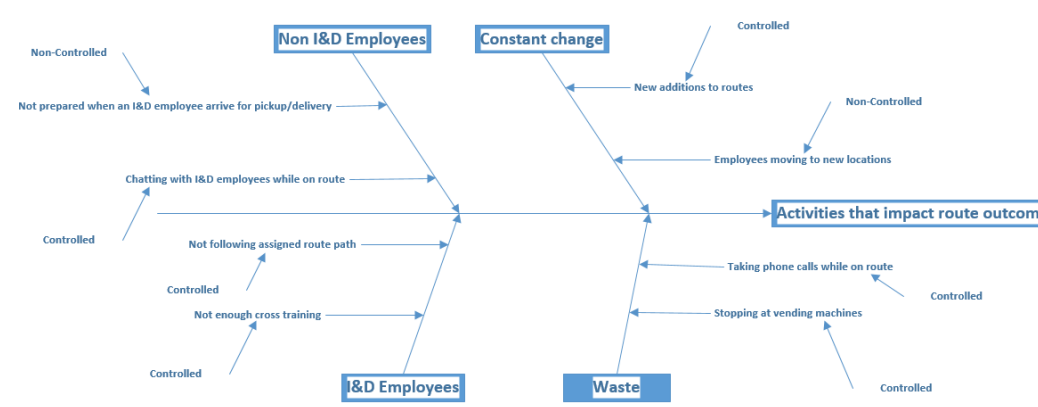 Controlled
Non I&D Employees
Constant change
Non-Controlled
New additions to routes
Non-Controlled
Not prepared when an I&D employee arrive for pickup/delivery
Employees moving to new locations
Chatting with I&D employees while on route
Activities that impact route outcom
Controlled
Not following assigned route path
Taking phone calls while on route
Controlled
Controlled
Not enough cross training
Stopping at vending machines
Controlled
I&D Employees
Waste
Controlled